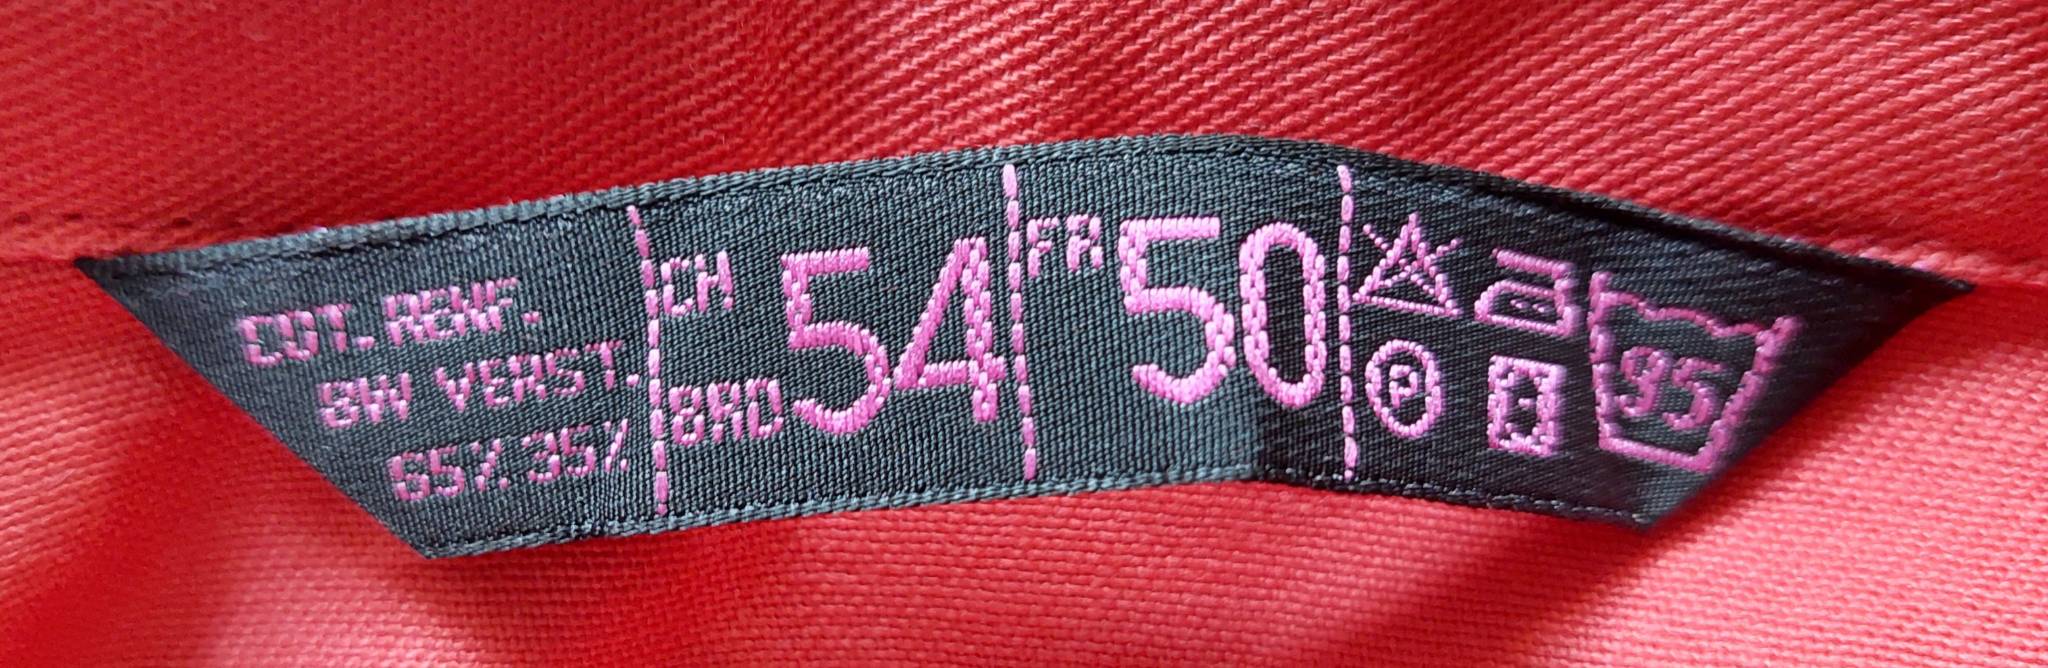 COT. RENF.
BW VERST.
65% 35%
CH
BRD
54
FR
50
P
95